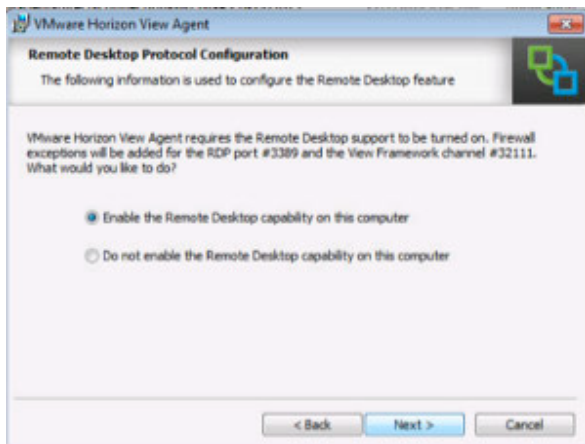 VMware Horizon View Agent
Remote Desktop Protocol Configuration
The following information is used to configure the Remote Desktop feature
VMware Horizon View Agent requires the Remote Desktop support to be turned on. Firewall
exceptions will be added for the RDP port #3389 and the View Framework channel #32111.
What would you like to do?
Enable the Remote Desktop capability on this computer
Do not enable the Remote Desktop capability on this computer
< Back Next > Cancel